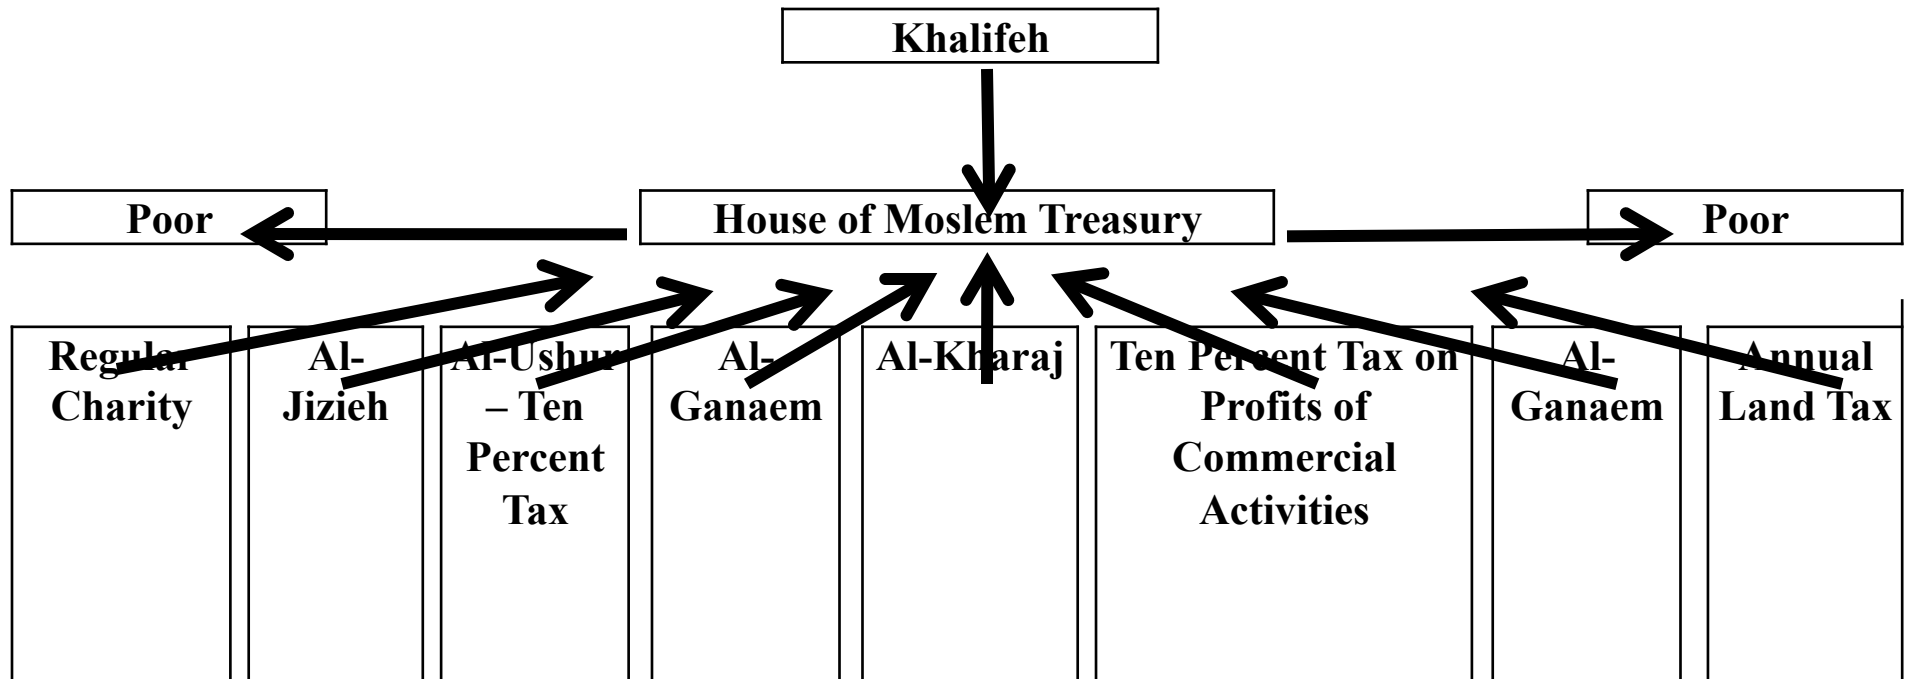 Khalifeh
Poor
House of Moslem Treasury
Poor
Regular
Charity
Al-
Jizieh
Al-Ushur
– Ten
Percent
Tax
Al-
Ganaem
Al-Kharaj
Ten Percent Tax on
Profits of
Commercial
Activities
Al-
Ganaem
Annual
Land Tax